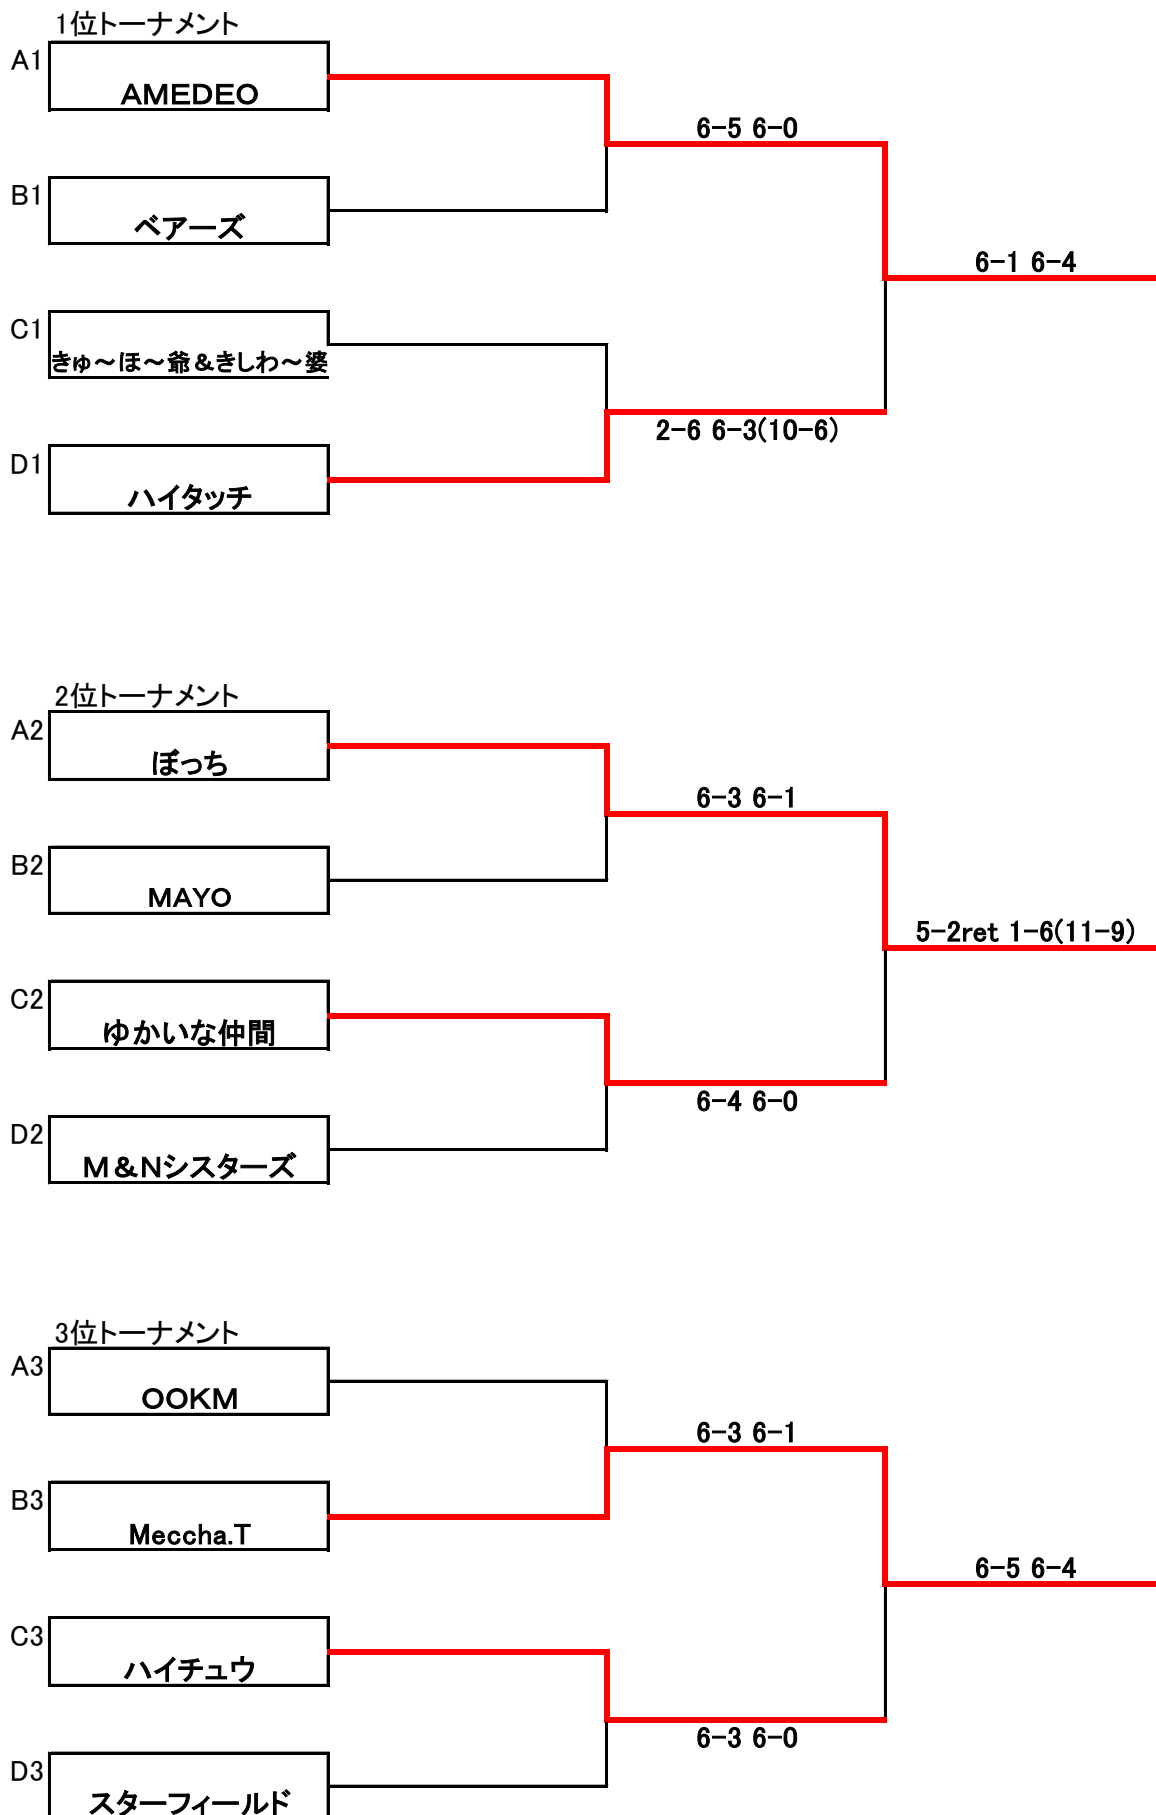 1位トーナメント
A1
AMEDEO
6-5 6-0
B1
ベアーズ
6-1 6-4
C1
きゅ～ほ～爺＆きしわ～婆
2-6 6-3(10-6)
D1
ハイタッチ
2位トーナメント
A2
ぼっち
6-3 6-1
B2
MAYO
5-2ret 1-6(11-9)
C2
ゆかいな仲間
6-4 6-0
D2
M＆Nシスターズ
3位トーナメント
A3
OOKM
6-3 6-1
B3
Meccha.T
6-5 6-4
C3
ハイチュウ
6-3 6-0
D3
スターフィールド